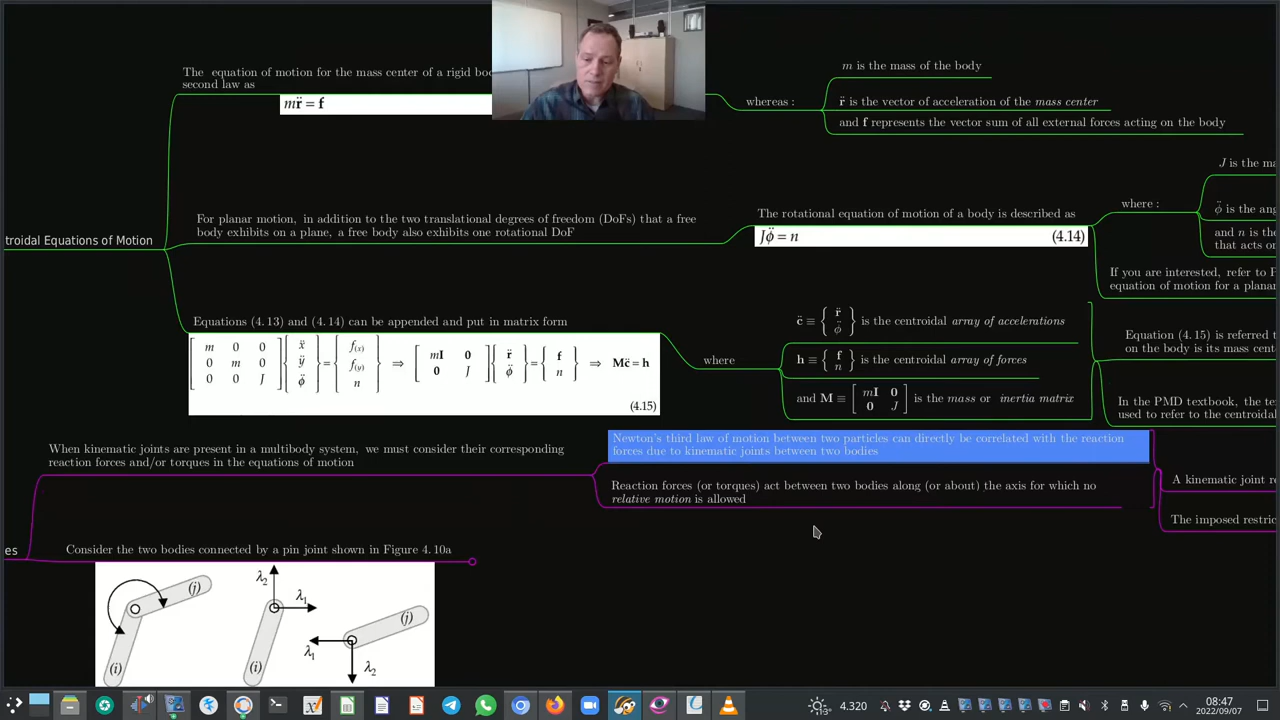 The equation of motion for the mass center of a rigid
second law as
mr̈ = f
whereas :
m is the mass of the body
r̈ is the vector of acceleration of the mass center
and f represents the vector sum of all external forces acting on the body
troidal Equations of Motion
For planar motion, in addition to the two translational degrees of freedom (DoFs) that a free
body exhibits on a plane, a free body also exhibits one rotational DoF
The rotational equation of motion of a body is described as
Jφ̈ = n (4.14)
where :
J is the
φ̈ is the
and n is
that acts
If you are interested, refer to
equation of motion for a
Equations (4.13) and (4.14) can be appended and put in matrix form
[ m 0 0 ] { ẍ } = { f(x) } ⇒ [ mI 0 ] { r̈ } = { f } ⇒ Mc̈ = h
[ 0 m 0 ] { ÿ } { f(y) } [ 0 J ] { φ̈ } { n }
[ 0 0 J ] { φ̈ } { n }
(4.15)
where
c̈ ≡ { r̈ φ̈ } is the centroidal array of accelerations
h ≡ { f n } is the centroidal array of forces
and M ≡ [ mI 0 0 J ] is the mass or inertia matrix
Equation (4.15) is referred
on the body is its mass
In the PMD textbook, the
used to refer to the
When kinematic joints are present in a multibody system, we must consider their corresponding
reaction forces and/or torques in the equations of motion
Newton's third law of motion between two particles can directly be correlated with the reaction
forces due to kinematic joints between two bodies
Reaction forces (or torques) act between two bodies along (or about) the axis for which no
relative motion is allowed
A kinematic joint
The imposed
es
Consider the two bodies connected by a pin joint shown in Figure 4.10a
(j)
(i)
λ2
λ1
(i)
(j)
λ1
λ2
4.320
08:47
2022/09/07